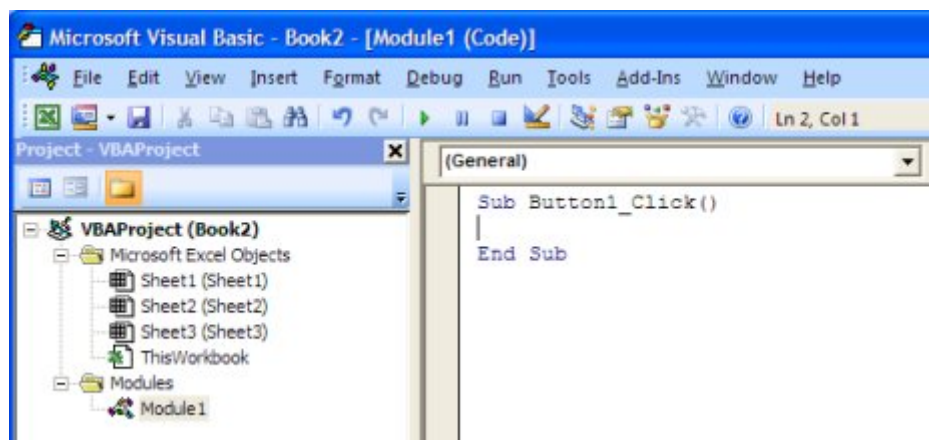 Microsoft Visual Basic - Book2 - [Module1 (Code)]
File Edit View Insert Format Debug Run Tools Add-Ins Window Help
Ln 2, Col 1
Project - VBAProject
(General)
VBAProject (Book2)
Microsoft Excel Objects
Sheet1 (Sheet1)
Sheet2 (Sheet2)
Sheet3 (Sheet3)
ThisWorkbook
Modules
Module1
Sub Button1_Click()
End Sub